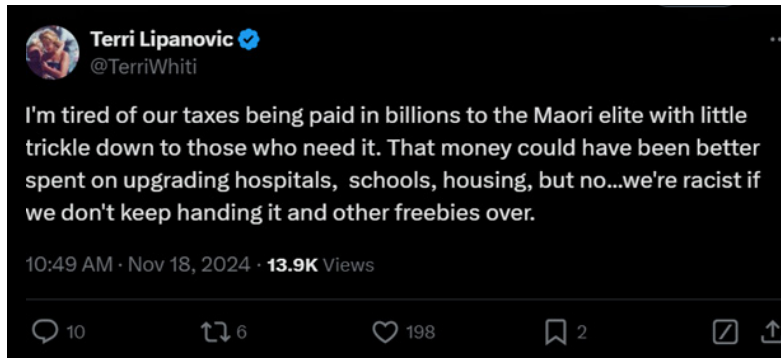 Terri Lipanovic
@TerriWhiti
I'm tired of our taxes being paid in billions to the Maori elite with little
trickle down to those who need it. That money could have been better
spent on upgrading hospitals,  schools, housing, but no...we're racist if
we don't keep handing it and other freebies over.
10:49 AM · Nov 18, 2024 · 13.9K Views
10 6 198 2